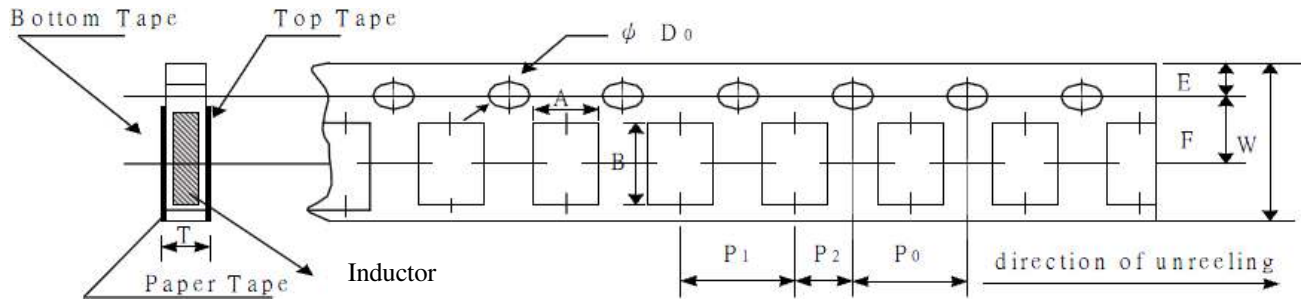 Bottom Tape
Top Tape
ϕ D0
A
E
B
F
W
T
P1
P2
P0
Inductor
Paper Tape
direction of unreeling